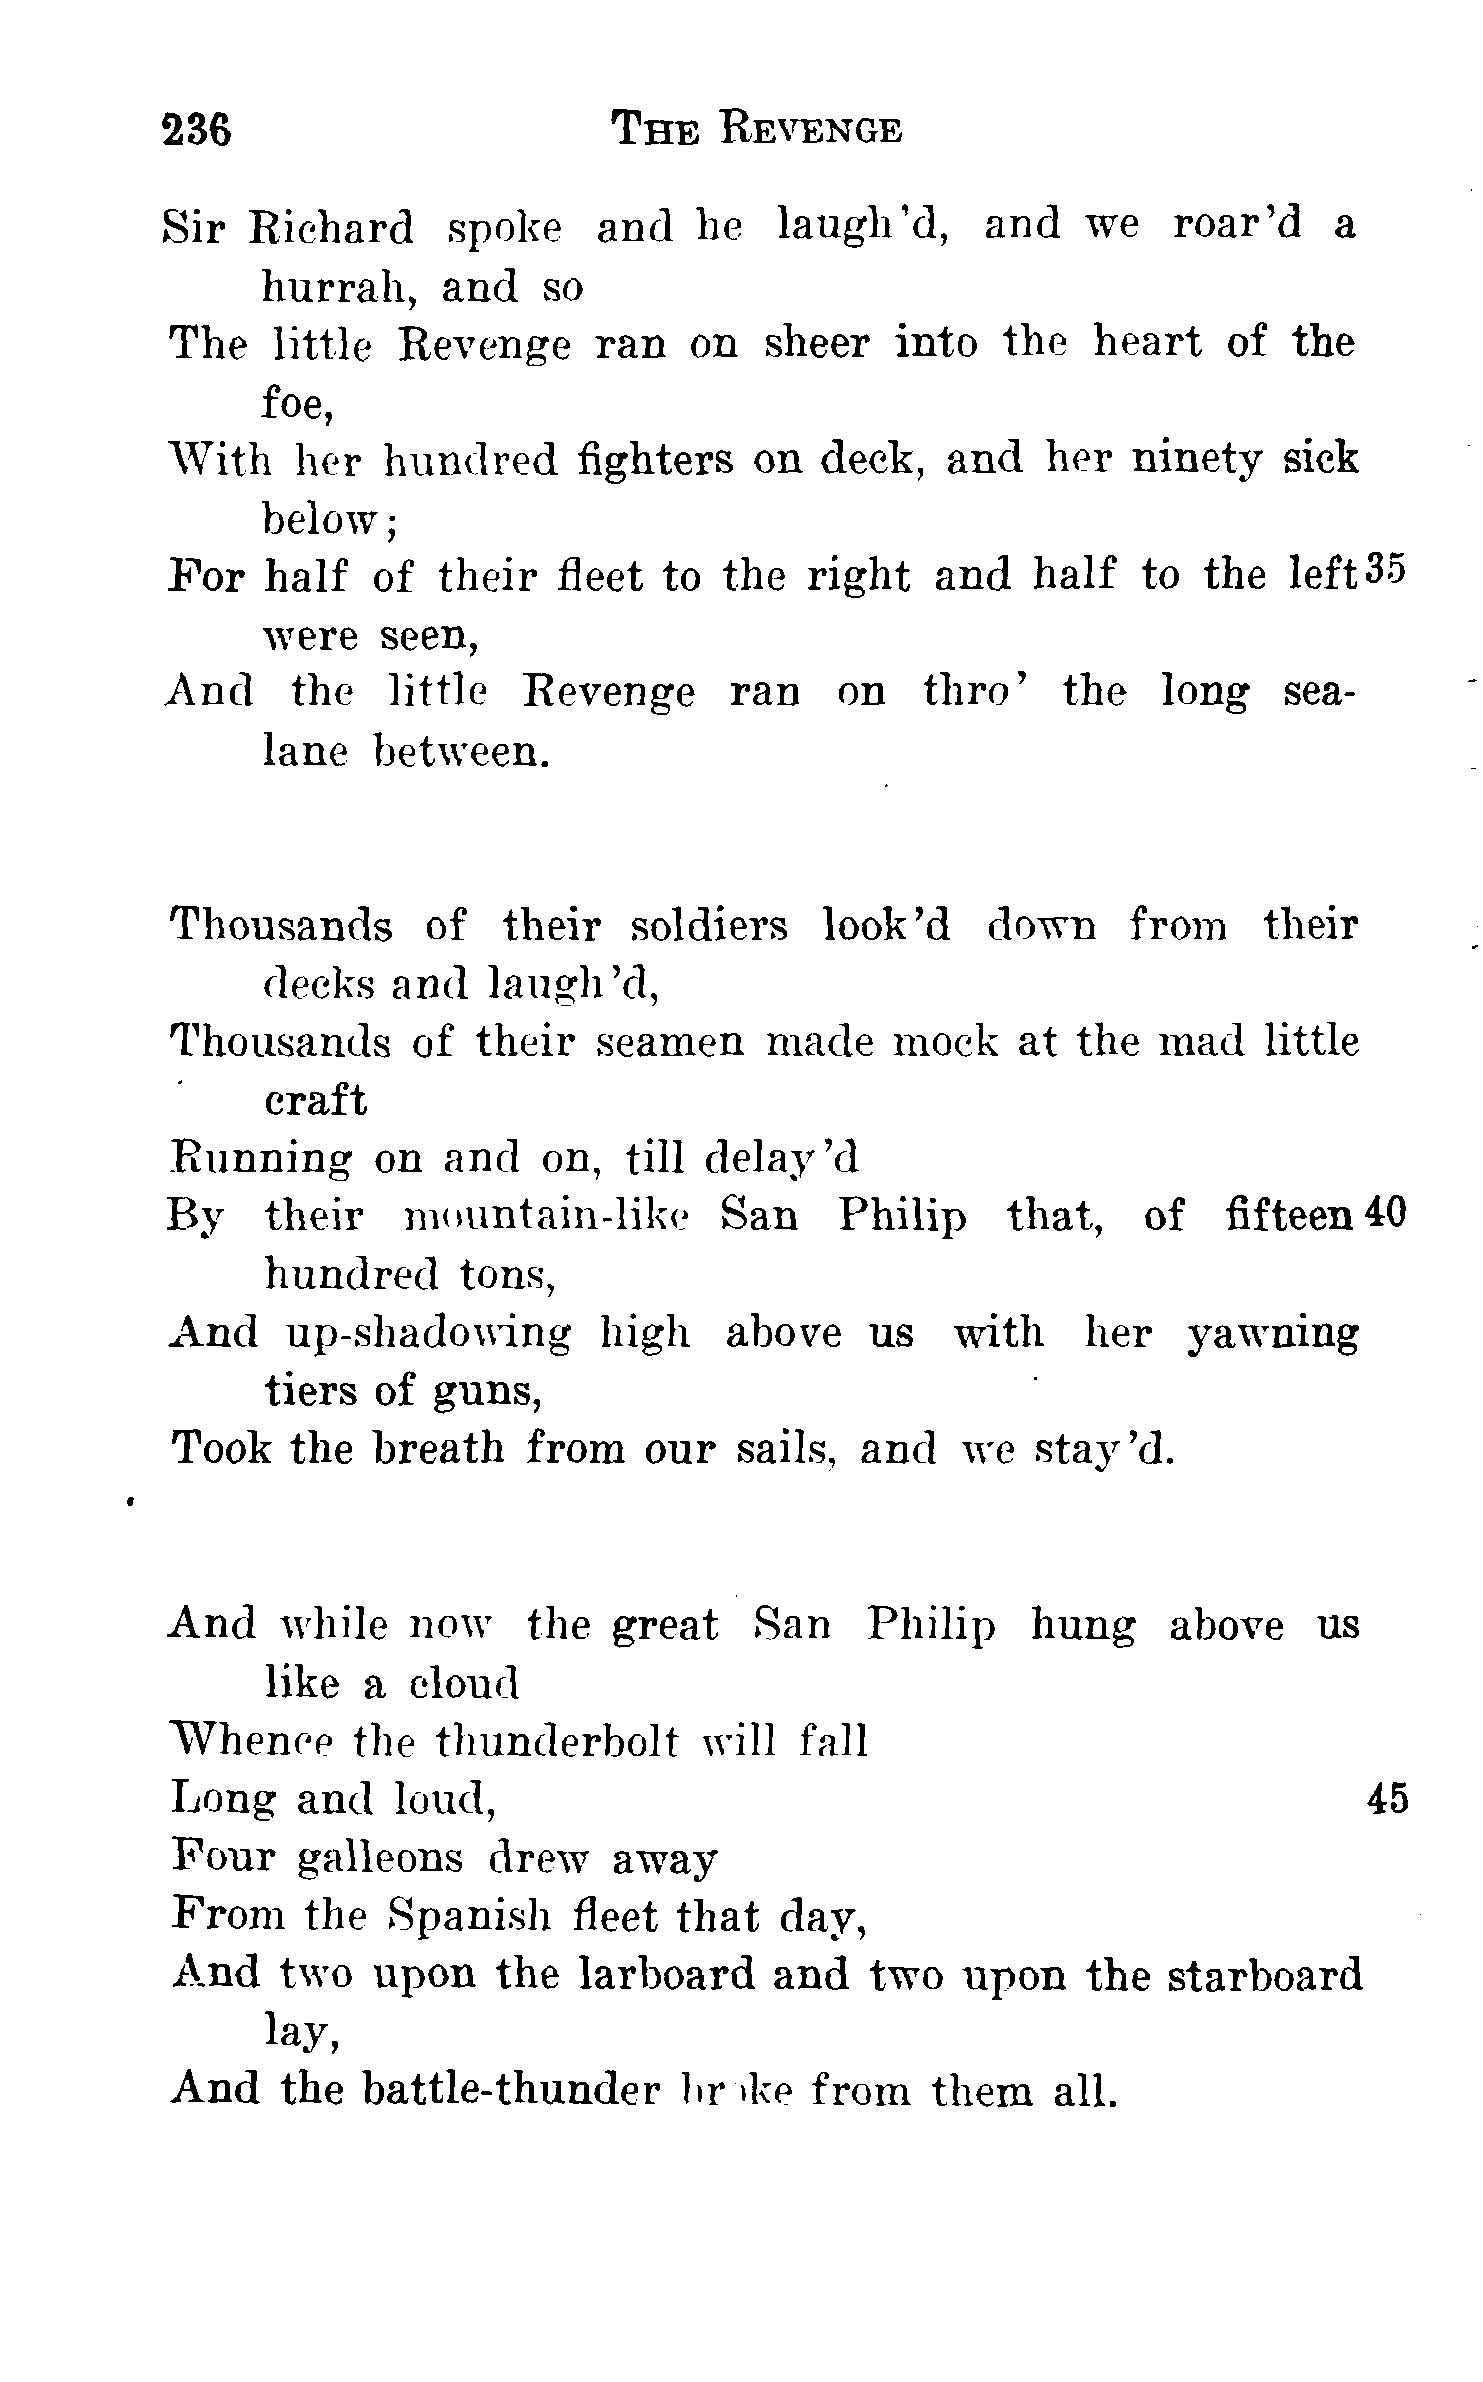 236 THE REVENGE
Sir Richard spoke and he laugh'd, and we roar'd a
hurrah, and so
The little Revenge ran on sheer into the heart of the
foe,
With her hundred fighters on deck, and her ninety sick
below;
For half of their fleet to the right and half to the left 35
were seen,
And the little Revenge ran on thro' the long sea-
lane between.
Thousands of their soldiers look'd down from their
decks and laugh'd,
Thousands of their seamen made mock at the mad little
craft
Running on and on, till delay'd
By their mountain-like San Philip that, of fifteen 40
hundred tons,
And up-shadowing high above us with her yawning
tiers of guns,
Took the breath from our sails, and we stay'd.
And while now the great San Philip hung above us
like a cloud
Whence the thunderbolt will fall
Long and loud, 45
Four galleons drew away
From the Spanish fleet that day,
And two upon the larboard and two upon the starboard
lay,
And the battle-thunder broke from them all.